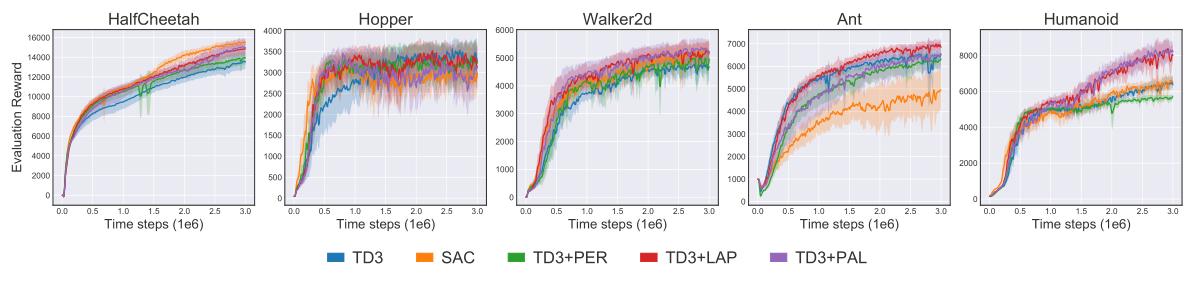 HalfCheetah
Evaluation Reward
16000
14000
12000
10000
8000
6000
4000
2000
0
0.0 0.5 1.0 1.5 2.0 2.5 3.0
Time steps (1e6)
Hopper
4000
3500
3000
2500
2000
1500
1000
500
0
0.0 0.5 1.0 1.5 2.0 2.5 3.0
Time steps (1e6)
Walker2d
6000
5000
4000
3000
2000
1000
0
0.0 0.5 1.0 1.5 2.0 2.5 3.0
Time steps (1e6)
Ant
7000
6000
5000
4000
3000
2000
1000
0
0.0 0.5 1.0 1.5 2.0 2.5 3.0
Time steps (1e6)
Humanoid
8000
6000
4000
2000
0
0.0 0.5 1.0 1.5 2.0 2.5 3.0
Time steps (1e6)
TD3 SAC TD3+PER TD3+LAP TD3+PAL